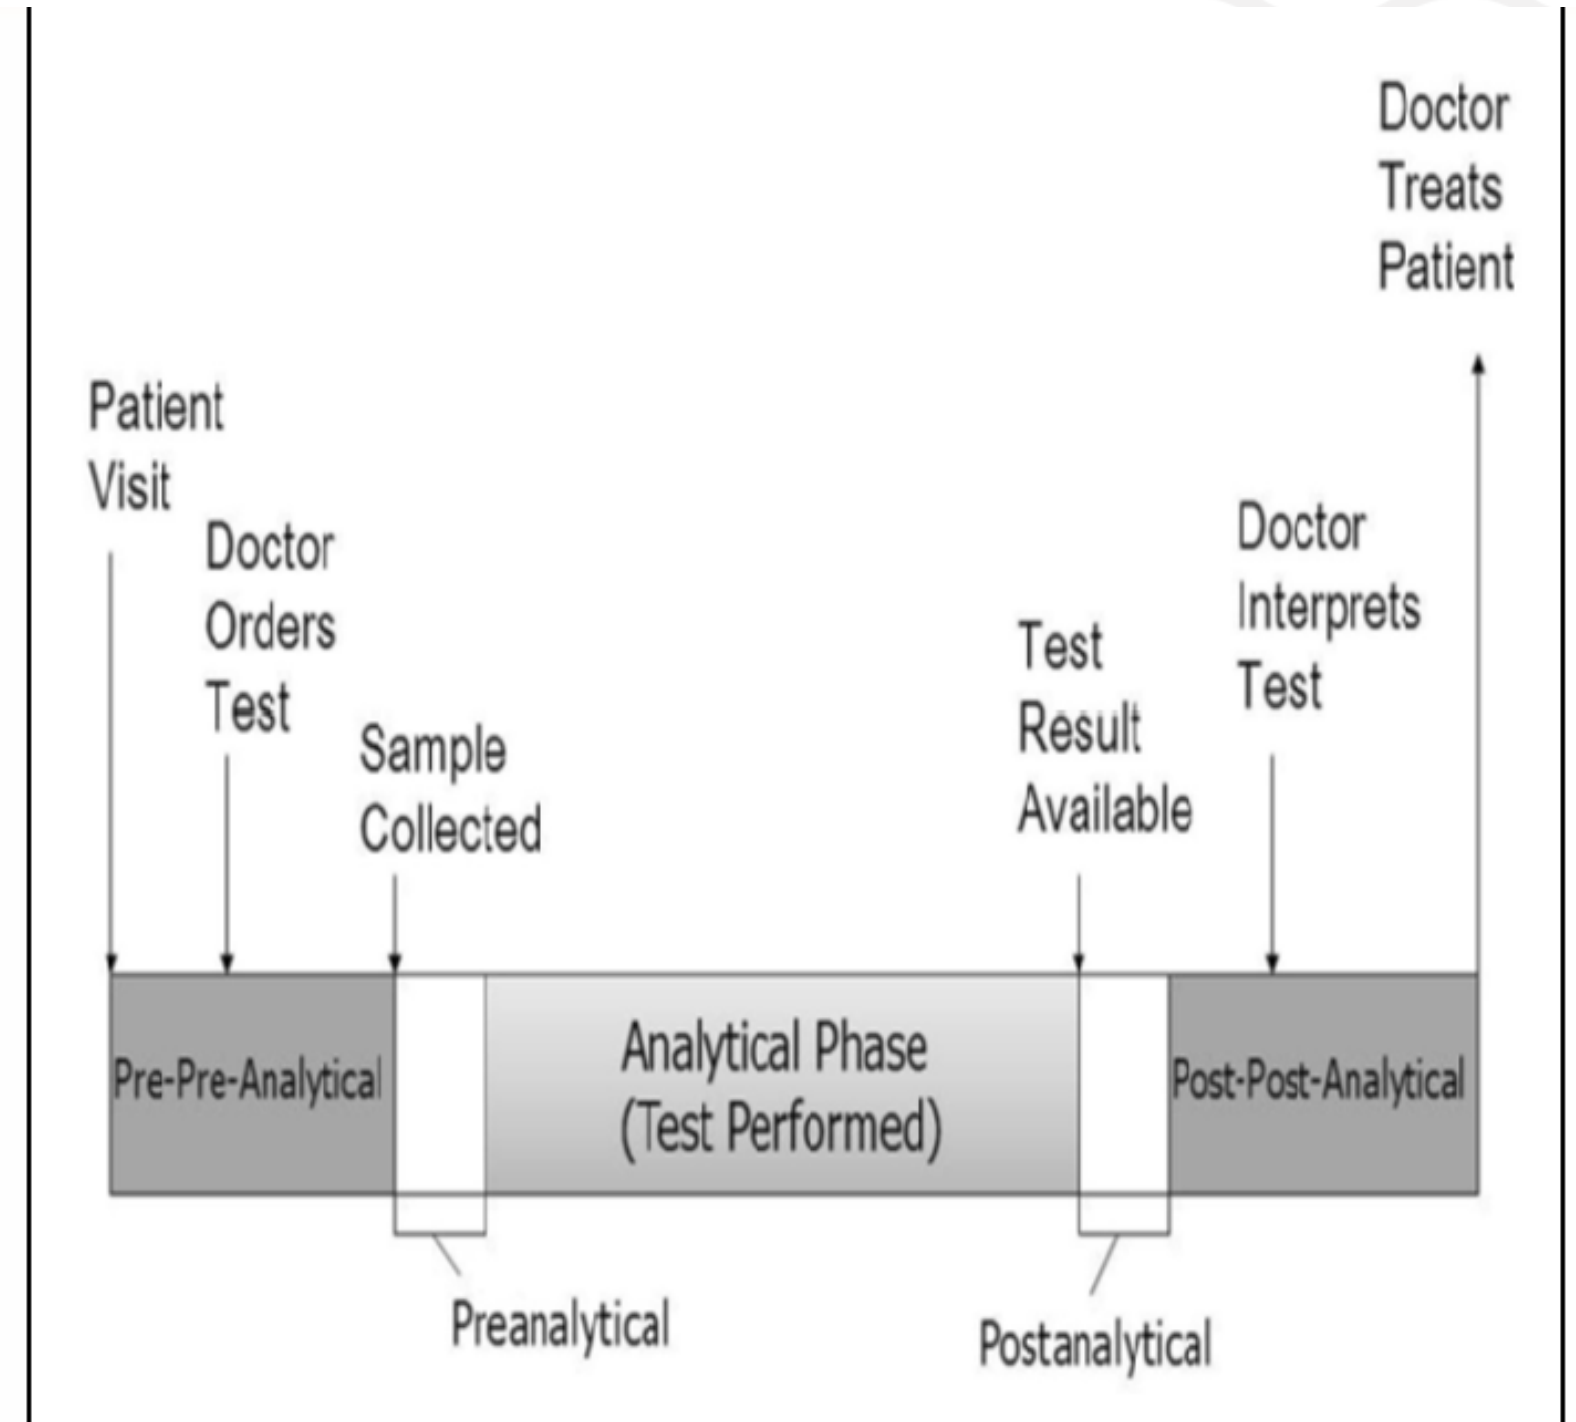 Doctor
Treats
Patient
Patient
Visit
Doctor
Orders
Test
Sample
Collected
Test
Result
Available
Doctor
Interprets
Test
Pre-Pre-Analytical
Analytical Phase
(Test Performed)
Post-Post-Analytical
Preanalytical
Postanalytical